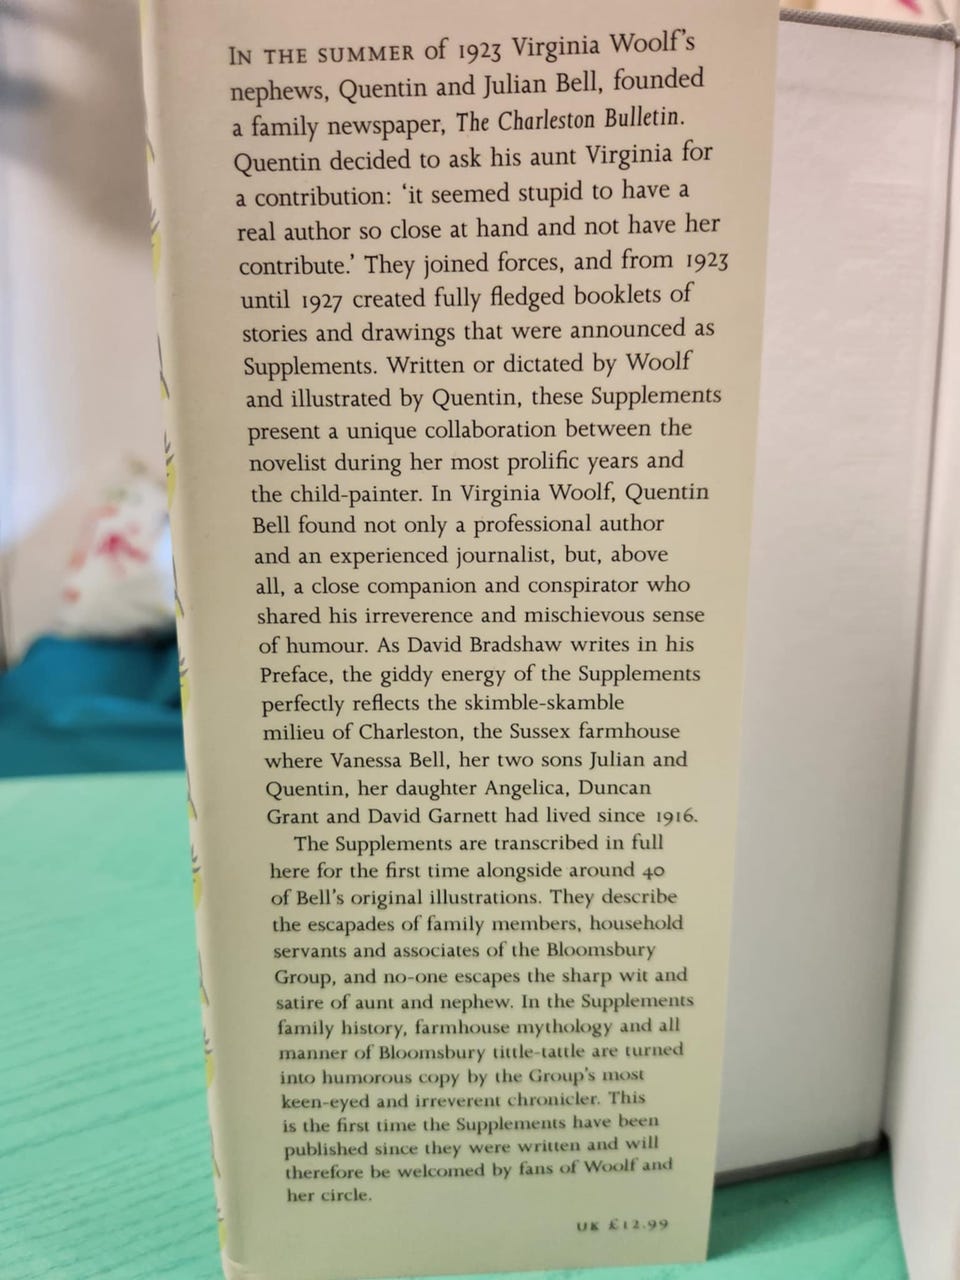 IN THE SUMMER of 1923 Virginia Woolf's
nephews, Quentin and Julian Bell, founded
a family newspaper, The Charleston Bulletin.
Quentin decided to ask his aunt Virginia for
a contribution: 'it seemed stupid to have a
real author so close at hand and not have her
contribute.' They joined forces, and from 1923
until 1927 created fully fledged booklets of
stories and drawings that were announced as
Supplements. Written or dictated by Woolf
and illustrated by Quentin, these Supplements
present a unique collaboration between the
novelist during her most prolific years and
the child-painter. In Virginia Woolf, Quentin
Bell found not only a professional author
and an experienced journalist, but, above
all, a close companion and conspirator who
shared his irreverence and mischievous sense
of humour. As David Bradshaw writes in his
Preface, the giddy energy of the Supplements
perfectly reflects the skimble-skamble
milieu of Charleston, the Sussex farmhouse
where Vanessa Bell, her two sons Julian and
Quentin, her daughter Angelica, Duncan
Grant and David Garnett had lived since 1916.
The Supplements are transcribed in full
here for the first time alongside around 40
of Bell's original illustrations. They describe
the escapades of family members, household
servants and associates of the Bloomsbury
Group, and no-one escapes the sharp wit and
satire of aunt and nephew. In the Supplements
family history, farmhouse mythology and all
manner of Bloomsbury tittle-tattle are turned
into humorous copy by the Group's most
keen-eyed and irreverent chronicler. This
is the first time the Supplements have been
published since they were written and will
therefore be welcomed by fans of Woolf and
her circle.
UK £12.99